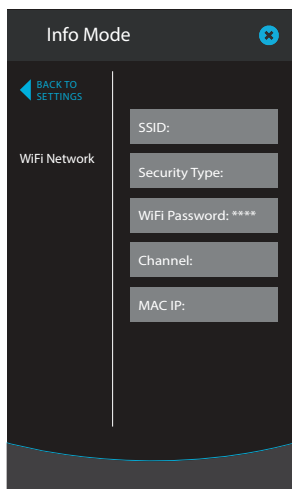 Info Mode
BACK TO
SETTINGS
WiFi Network
SSID:
Security Type:
WiFi Password: ****
Channel:
MAC IP: